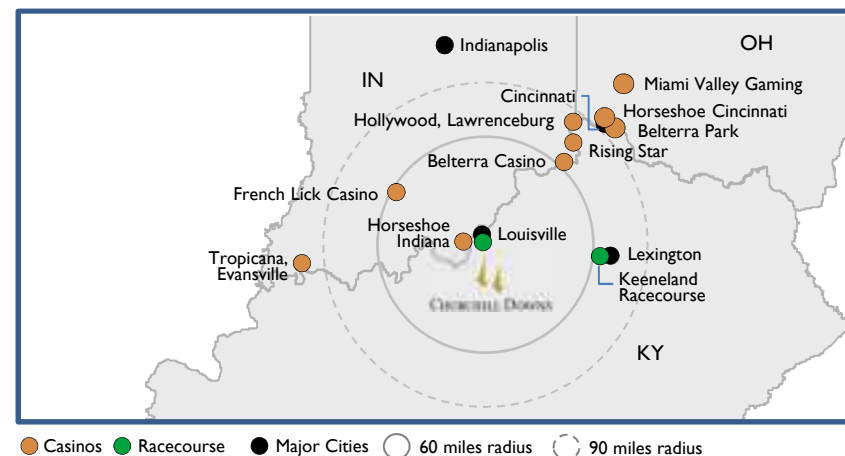 Indianapolis
OH
IN
Miami Valley Gaming
Cincinnati
Horseshoe Cincinnati
Hollywood, Lawrenceburg
Belterra Park
Rising Star
Belterra Casino
French Lick Casino
Horseshoe
Indiana
Louisville
Tropicana,
Evansville
Lexington
Keeneland
Racecourse
CHURCHILL DOWNS
KY
Casinos
Racecourse
Major Cities
60 miles radius
90 miles radius